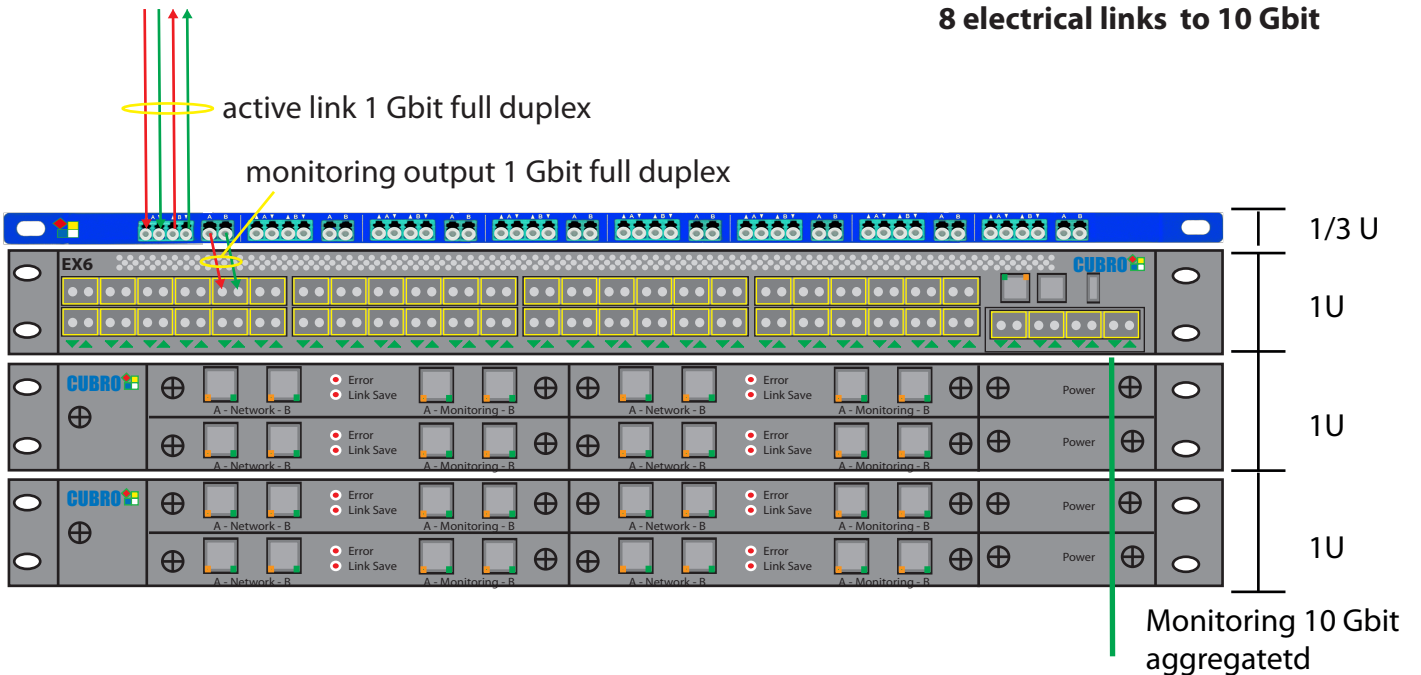 8 electrical links to 10 Gbit
active link 1 Gbit full duplex
monitoring output 1 Gbit full duplex
A B A B A B A B A B A B A B A B A B A B A B A B A B A B A B A B
1/3 U
EX6 CUBRO
1U
CUBRO
Error Error
Link Save Link Save Power
A - Network - B A - Monitoring - B A - Network - B A - Monitoring - B
1U
Error Error
Link Save Link Save Power
A - Network - B A - Monitoring - B A - Network - B A - Monitoring - B
CUBRO
Error Error
Link Save Link Save Power
A - Network - B A - Monitoring - B A - Network - B A - Monitoring - B
1U
Error Error
Link Save Link Save Power
A - Network - B A - Monitoring - B A - Network - B A - Monitoring - B
Monitoring 10 Gbit
aggregatetd